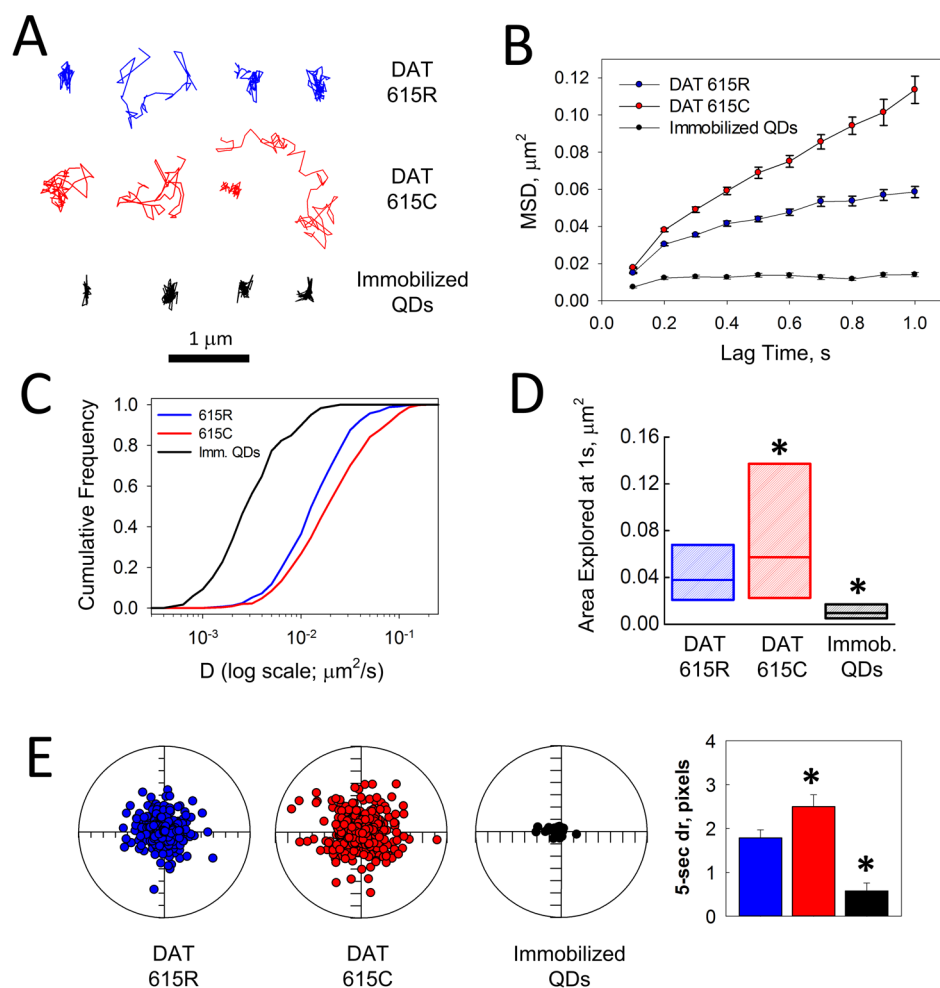 A
DAT
615R
DAT
615C
Immobilized
QDs
1 μm
B
MSD, μm²
0.12
0.10
0.08
0.06
0.04
0.02
0.00
DAT 615R
DAT 615C
Immobilized QDs
0.0 0.2 0.4 0.6 0.8 1.0
Lag Time, s
C
Cumulative Frequency
1.0
0.8
0.6
0.4
0.2
0.0
615R
615C
Imm. QDs
10⁻³ 10⁻² 10⁻¹
D (log scale; μm²/s)
D
Area Explored at 1s, μm²
0.16
0.12
0.08
0.04
0.00
*
*
DAT
615R
DAT
615C
Immob.
QDs
E
DAT
615R
DAT
615C
Immobilized
QDs
5-sec dr, pixels
4
3
2
1
0
*
*